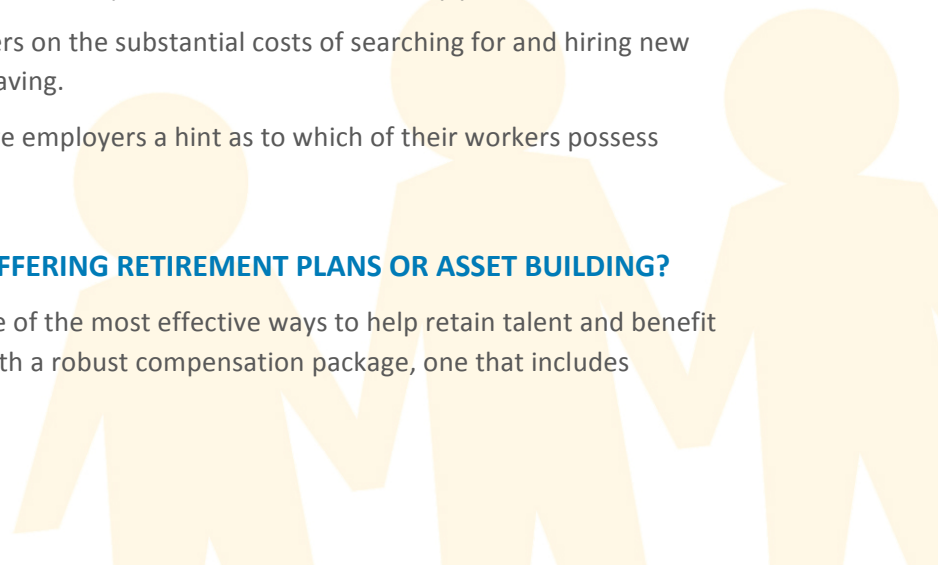 ers on the substantial costs of searching for and hiring new
aving.
e employers a hint as to which of their workers possess
FFERING RETIREMENT PLANS OR ASSET BUILDING?
e of the most effective ways to help retain talent and benefit
th a robust compensation package, one that includes